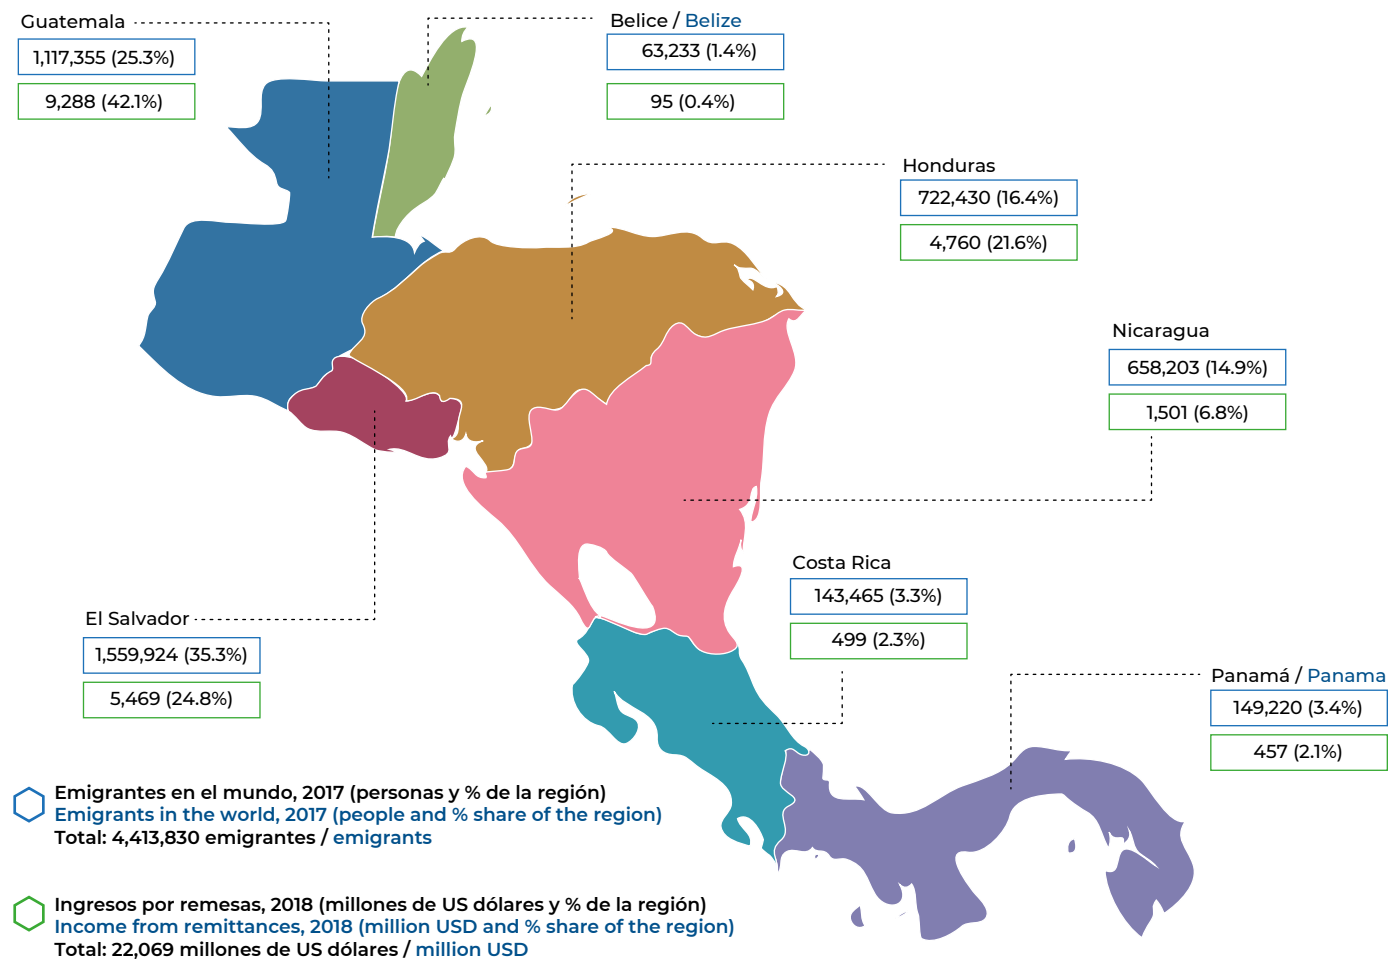 Guatemala
1,117,355 (25.3%)
9,288 (42.1%)
Belice / Belize
63,233 (1.4%)
95 (0.4%)
Honduras
722,430 (16.4%)
4,760 (21.6%)
Nicaragua
658,203 (14.9%)
1,501 (6.8%)
Costa Rica
143,465 (3.3%)
499 (2.3%)
El Salvador
1,559,924 (35.3%)
5,469 (24.8%)
Panamá / Panama
149,220 (3.4%)
457 (2.1%)
Emigrantes en el mundo, 2017 (personas y % de la región)
Emigrants in the world, 2017 (people and % share of the region)
Total: 4,413,830 emigrantes / emigrants
Ingresos por remesas, 2018 (millones de US dólares y % de la región)
Income from remittances, 2018 (million USD and % share of the region)
Total: 22,069 millones de US dólares / million USD